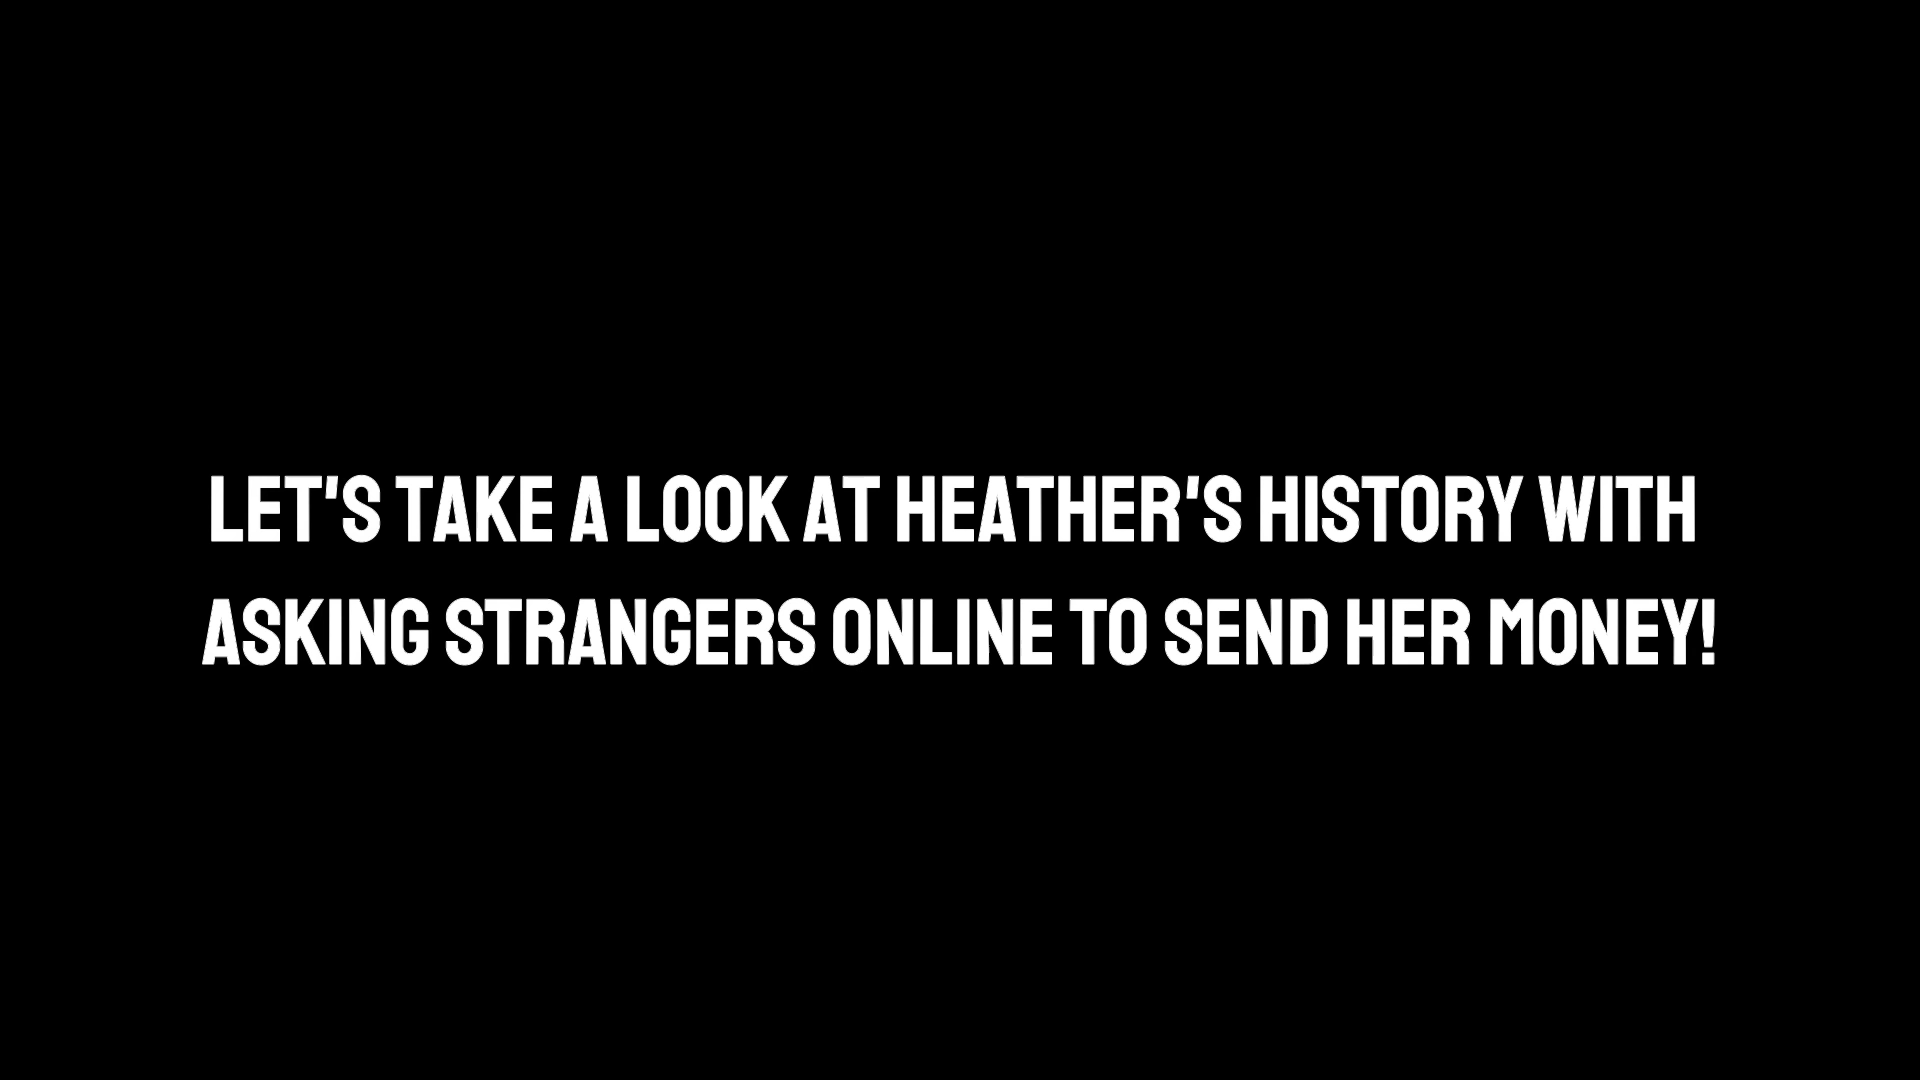 LET'S TAKE A LOOK AT HEATHER'S HISTORY WITH
ASKING STRANGERS ONLINE TO SEND HER MONEY!